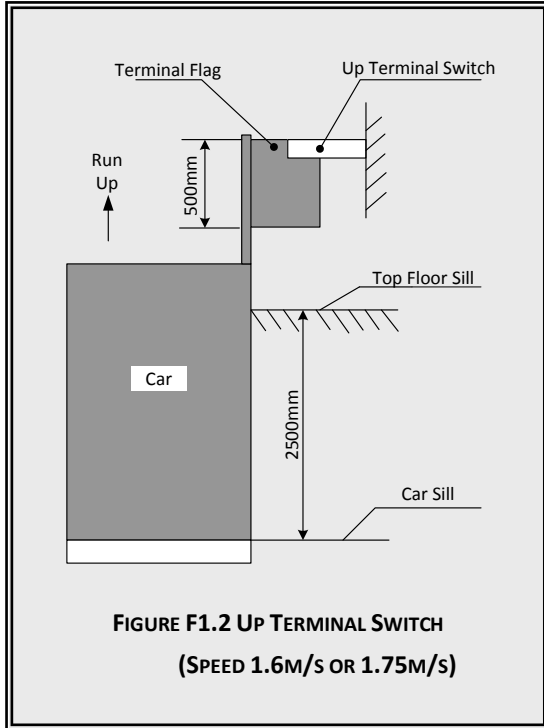 Terminal Flag
Up Terminal Switch
Run
Up
500mm
Top Floor Sill
Car
2500mm
Car Sill
FIGURE F1.2 UP TERMINAL SWITCH
(SPEED 1.6M/S OR 1.75M/S)